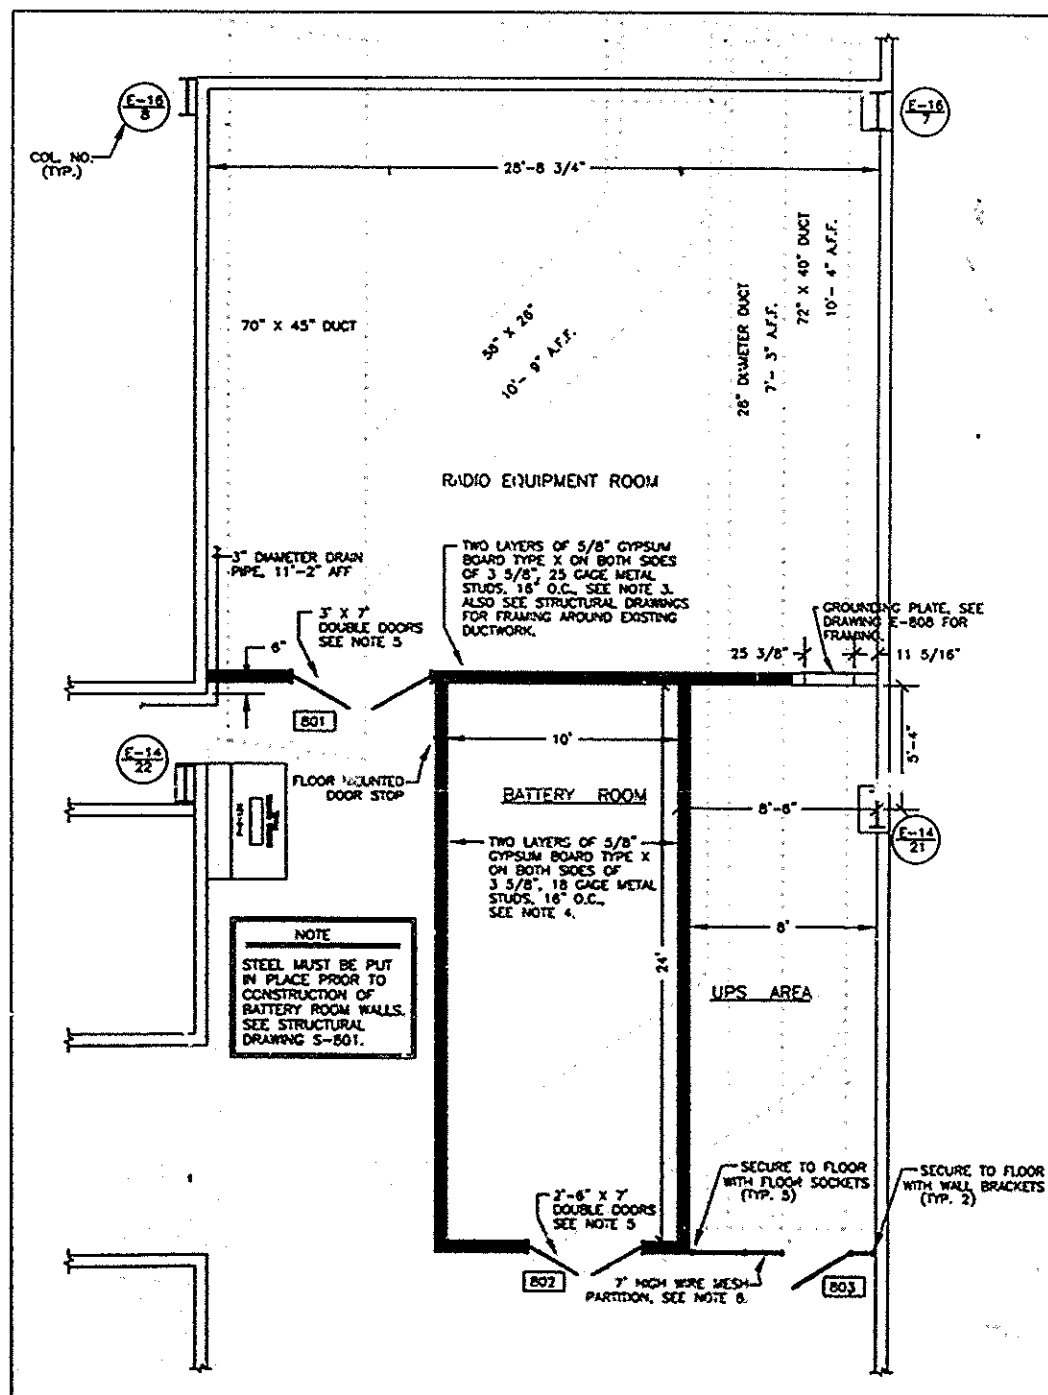 E-16
8
E-16
7
COL. NO.
(TYP.)
28'-8 3/4"
70" X 45" DUCT
58" X 26"
10'- 9" A.F.F.
26" DIAMETER DUCT
7'- 3" A.F.F.
72" X 40" DUCT
10'- 4" A.F.F.
RADIO EQUIPMENT ROOM
3" DIAMETER DRAIN
PIPE, 11'-2" AFF
TWO LAYERS OF 5/8" GYPSUM
BOARD TYPE X ON BOTH SIDES
OF 3 5/8", 25 GAGE METAL
STUDS, 16" O.C., SEE NOTE 3.
ALSO SEE STRUCTURAL DRAWINGS
FOR FRAMING AROUND EXISTING
DUCTWORK.
3' X 7'
DOUBLE DOORS
SEE NOTE 5
6"
GROUNDING PLATE, SEE
DRAWING E-808 FOR
FRAMING.
25 3/8"
11 5/16"
801
10'
5'-4"
E-14
22
FLOOR MOUNTED
DOOR STOP
BATTERY ROOM
8'-6"
E-14
21
TWO LAYERS OF 5/8"
GYPSUM BOARD TYPE X
ON BOTH SIDES OF
3 5/8", 18 GAGE METAL
STUDS, 16" O.C.,
SEE NOTE 4.
8'
24'
NOTE
STEEL MUST BE PUT
IN PLACE PRIOR TO
CONSTRUCTION OF
BATTERY ROOM WALLS.
SEE STRUCTURAL
DRAWING S-801.
UPS AREA
SECURE TO FLOOR
WITH FLOOR SOCKETS
(TYP. 5)
SECURE TO FLOOR
WITH WALL BRACKETS
(TYP. 2)
2'-6" X 7'
DOUBLE DOORS
SEE NOTE 5
802
7' HIGH WIRE MESH
PARTITION, SEE NOTE 6.
803